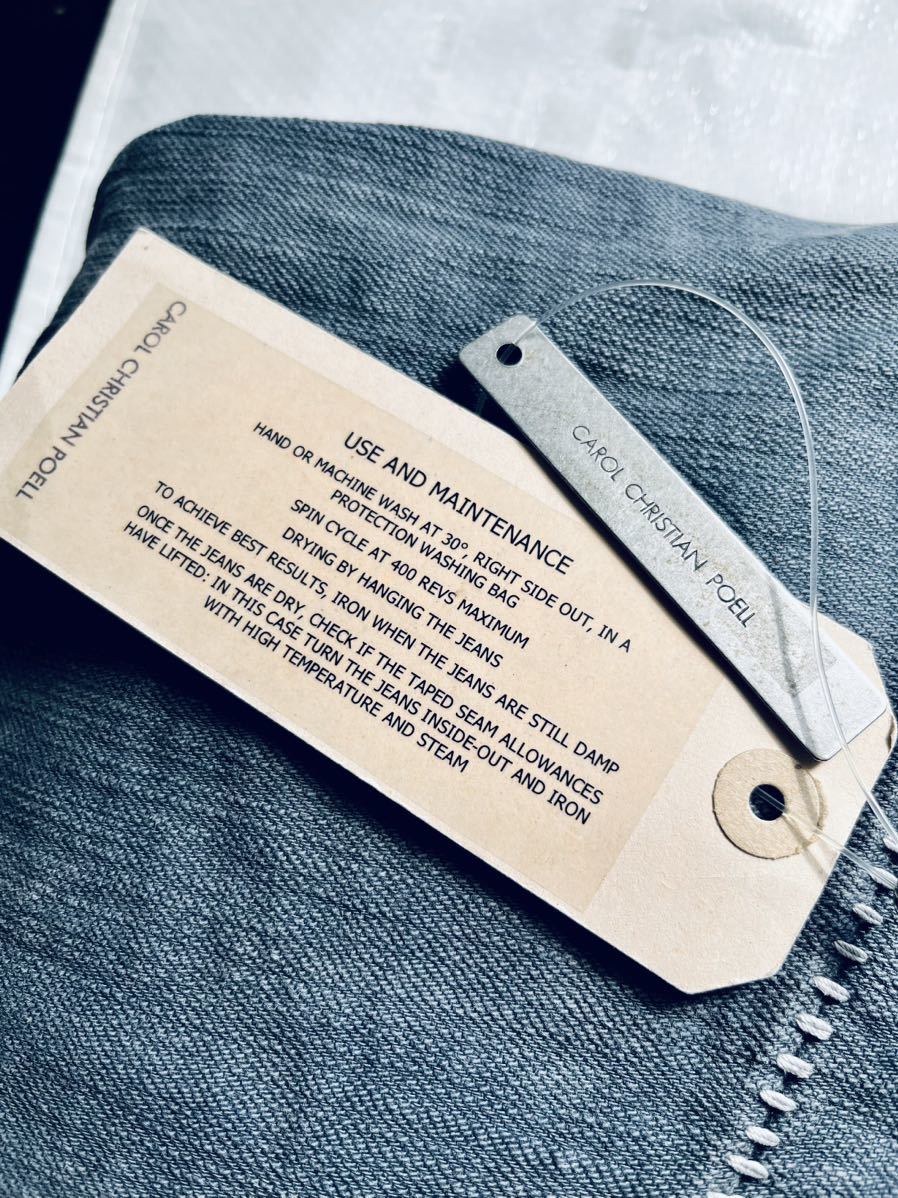 CAROL CHRISTIAN POELL
USE AND MAINTENANCE
HAND OR MACHINE WASH AT 30°, RIGHT SIDE OUT, IN A
PROTECTION WASHING BAG
SPIN CYCLE AT 400 REVS MAXIMUM
DRYING BY HANGING THE JEANS
TO ACHIEVE BEST RESULTS, IRON WHEN THE JEANS ARE STILL DAMP
ONCE THE JEANS ARE DRY, CHECK IF THE TAPED SEAM ALLOWANCES
HAVE LIFTED: IN THIS CASE TURN THE JEANS INSIDE-OUT AND IRON
WITH HIGH TEMPERATURE AND STEAM
CAROL CHRISTIAN POELL